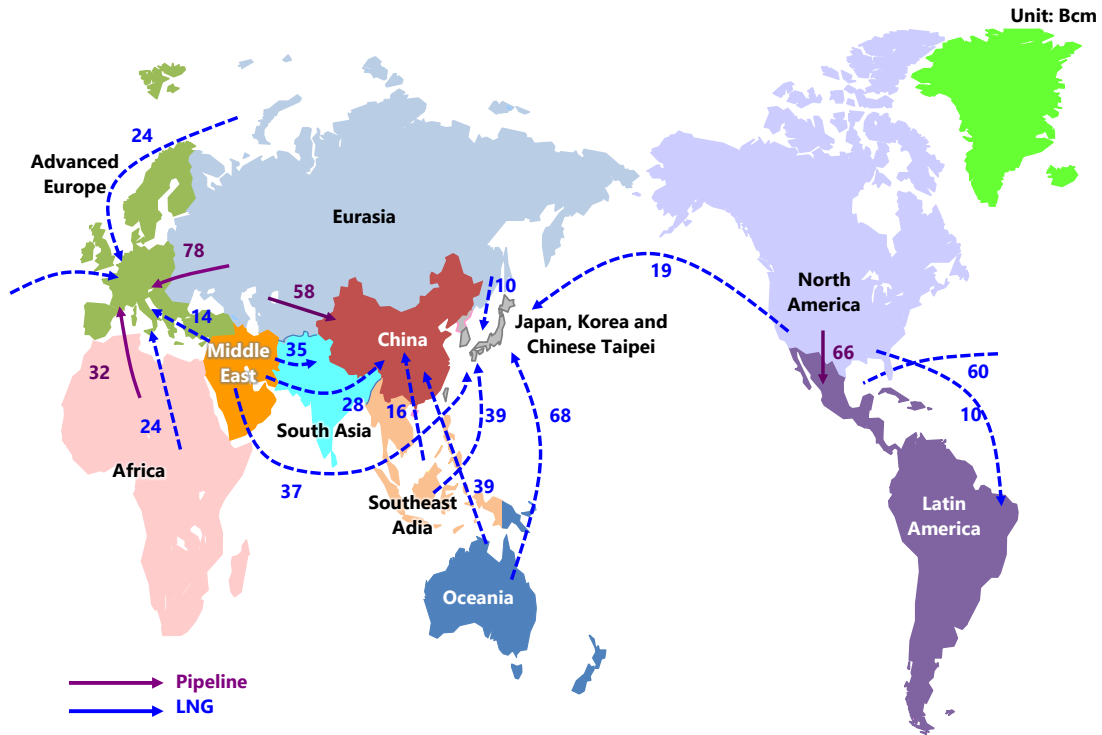 Unit: Bcm
24
Advanced
Europe
Eurasia
78
58
10
19
North
America
14
Middle
East
35
China
Japan, Korea and
Chinese Taipei
66
60
32
24
28
16
39
68
10
South Asia
Africa
37
39
Southeast
Adia
Latin
America
Oceania
Pipeline
LNG